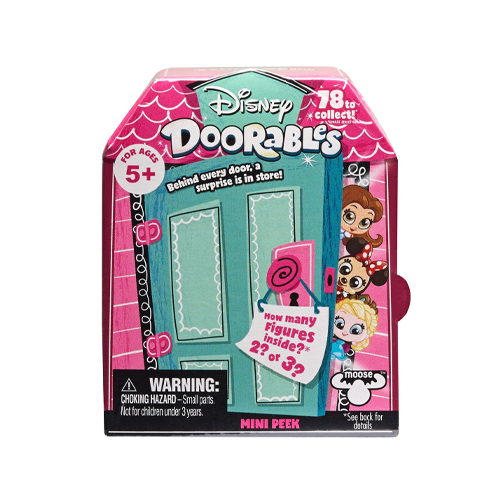 Disney
DOORABLES
78 to
collect!*
FOR AGES
5+
Behind every door, a
surprise is in store!
How many
Figures
inside?*
2? or 3?
WARNING:
CHOKING HAZARD – Small parts.
Not for children under 3 years.
MINI PEEK
moose
*See back for
details